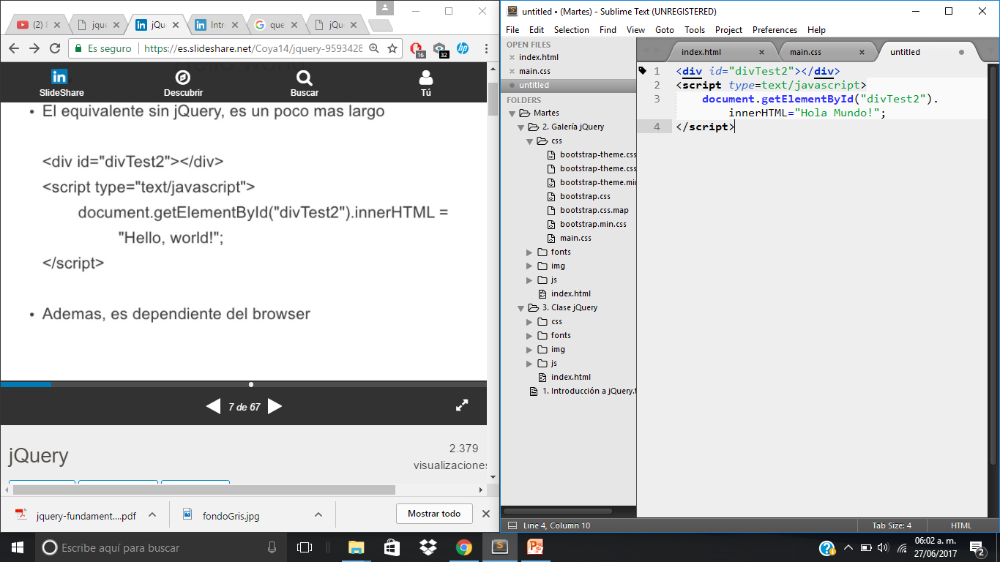 (2) 8
jque
jQu
Intr
que
jQu
Es seguro
https://es.slideshare.net/Coya14/jquery-9593428
16
32
hp
SlideShare
Descubrir
Buscar
Tú
• El equivalente sin jQuery, es un poco mas largo
<div id="divTest2"></div>
<script type="text/javascript">
document.getElementById("divTest2").innerHTML =
"Hello, world!";
</script>
• Ademas, es dependiente del browser
7 de 67
jQuery
2.379
visualizaciones
jquery-fundament....pdf
fondoGris.jpg
Mostrar todo
untitled • (Martes) - Sublime Text (UNREGISTERED)
File Edit Selection Find View Goto Tools Project Preferences Help
OPEN FILES
index.html
main.css
untitled
FOLDERS
Martes
2. Galería jQuery
css
bootstrap-theme.css
bootstrap-theme.css
bootstrap-theme.min
bootstrap.css
bootstrap.css.map
bootstrap.min.css
main.css
fonts
img
js
index.html
3. Clase jQuery
css
fonts
img
js
index.html
1. Introducción a jQuery.t
index.html
main.css
untitled
1 <div id="divTest2"></div>
2 <script type=text/javascript>
3 document.getElementById("divTest2").
innerHTML="Hola Mundo!";
4 </script>
Line 4, Column 10
Tab Size: 4
HTML
Escribe aquí para buscar
06:02 a. m.
27/06/2017
2